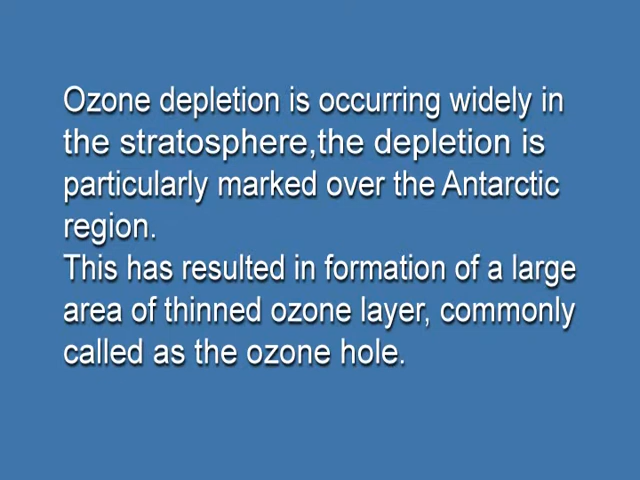 Ozone depletion is occurring widely in
the stratosphere,the depletion is
particularly marked over the Antarctic
region.
This has resulted in formation of a large
area of thinned ozone layer, commonly
called as the ozone hole.